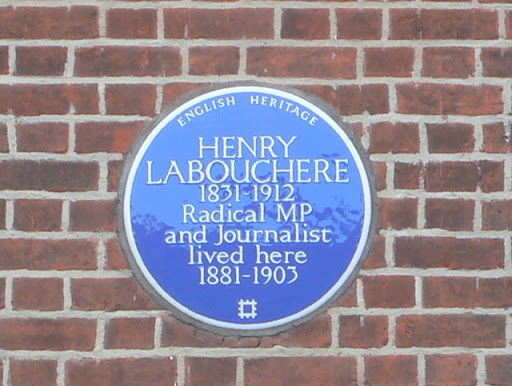 ENGLISH HERITAGE
HENRY
LABOUCHERE
1831-1912
Radical MP
and Journalist
lived here
1881-1903